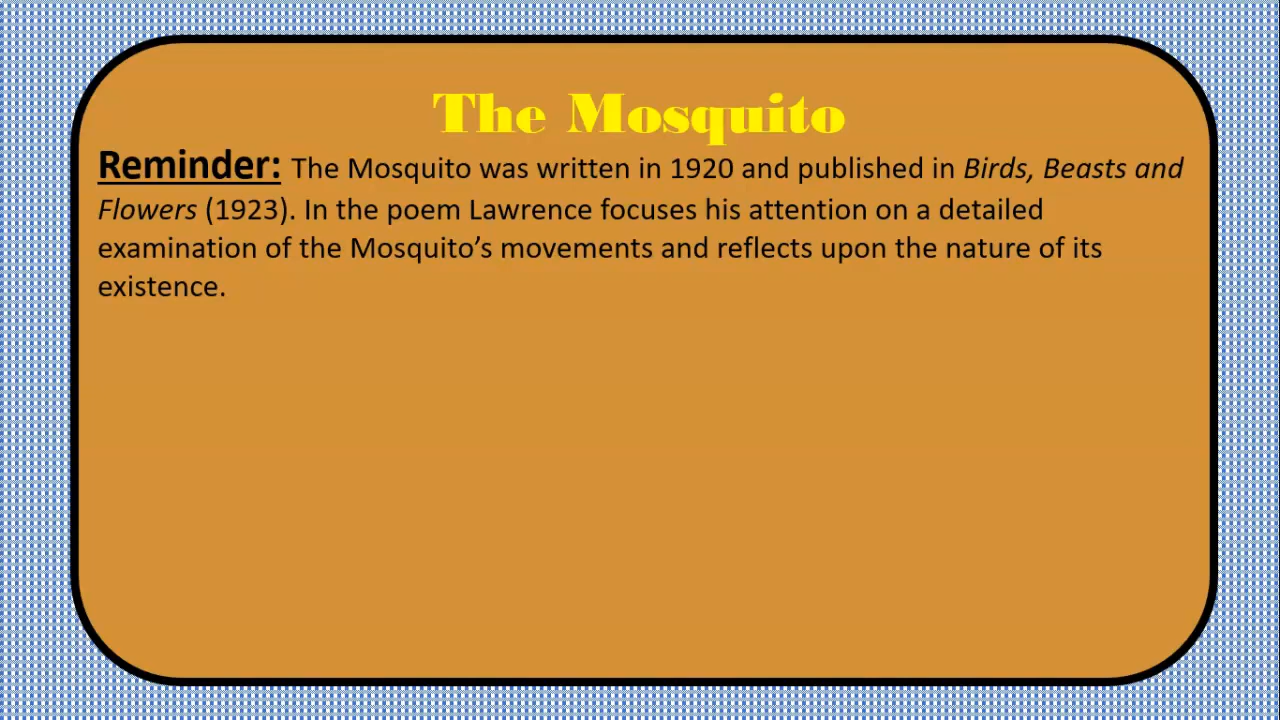 The Mosquito
Reminder: The Mosquito was written in 1920 and published in Birds, Beasts and
Flowers (1923). In the poem Lawrence focuses his attention on a detailed
examination of the Mosquito’s movements and reflects upon the nature of its
existence.